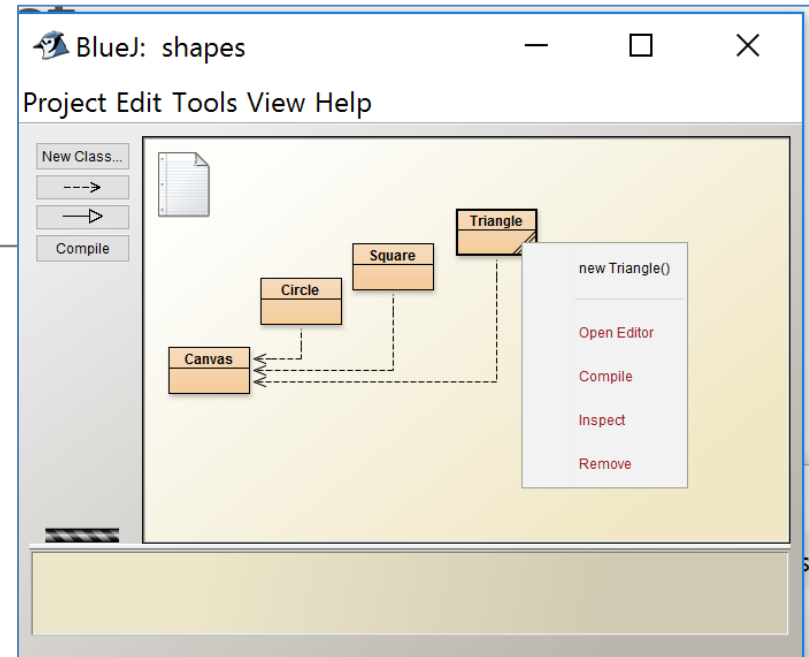 BlueJ: shapes
Project Edit Tools View Help
New Class...
Compile
Triangle
Square
Circle
Canvas
new Triangle()
Open Editor
Compile
Inspect
Remove